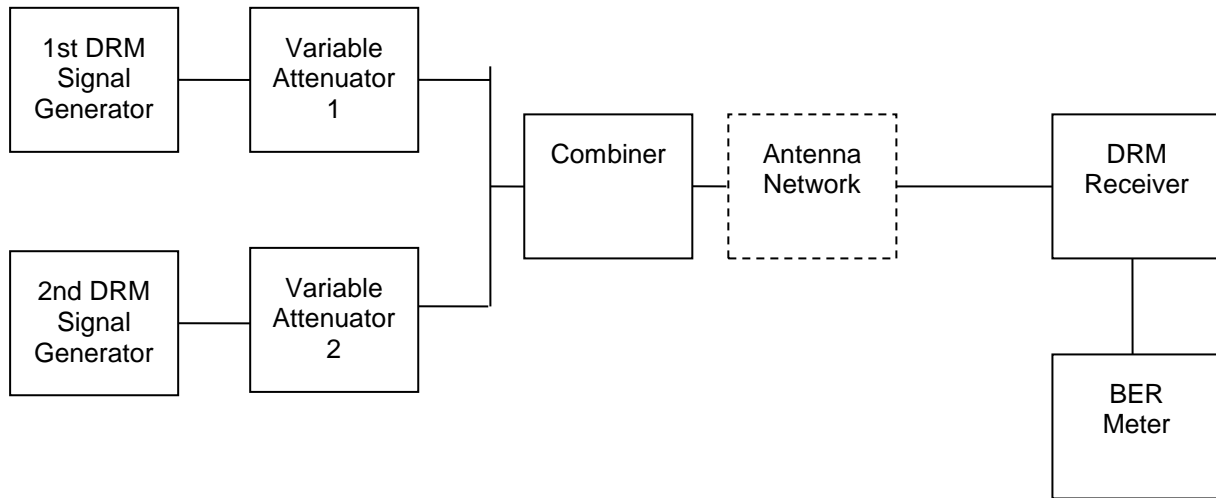 1st DRM
Signal
Generator
Variable
Attenuator
1
Combiner
Antenna
Network
DRM
Receiver
2nd DRM
Signal
Generator
Variable
Attenuator
2
BER
Meter